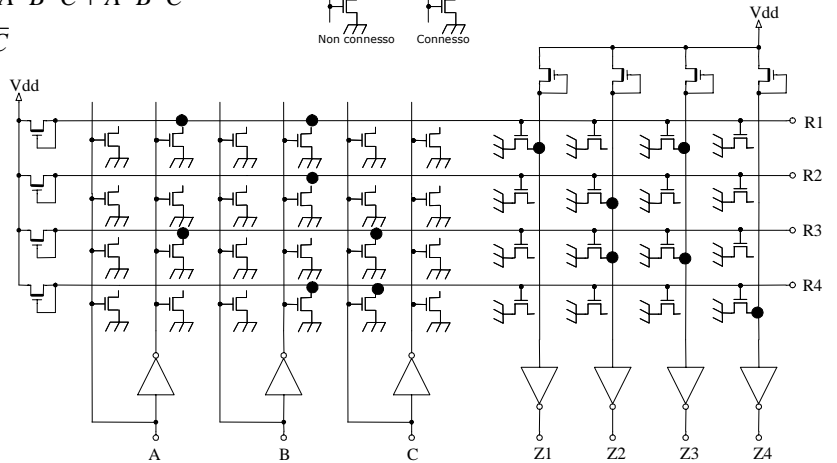 Non connesso
Connesso
Vdd
Vdd
R1
R2
R3
R4
A
B
C
Z1
Z2
Z3
Z4